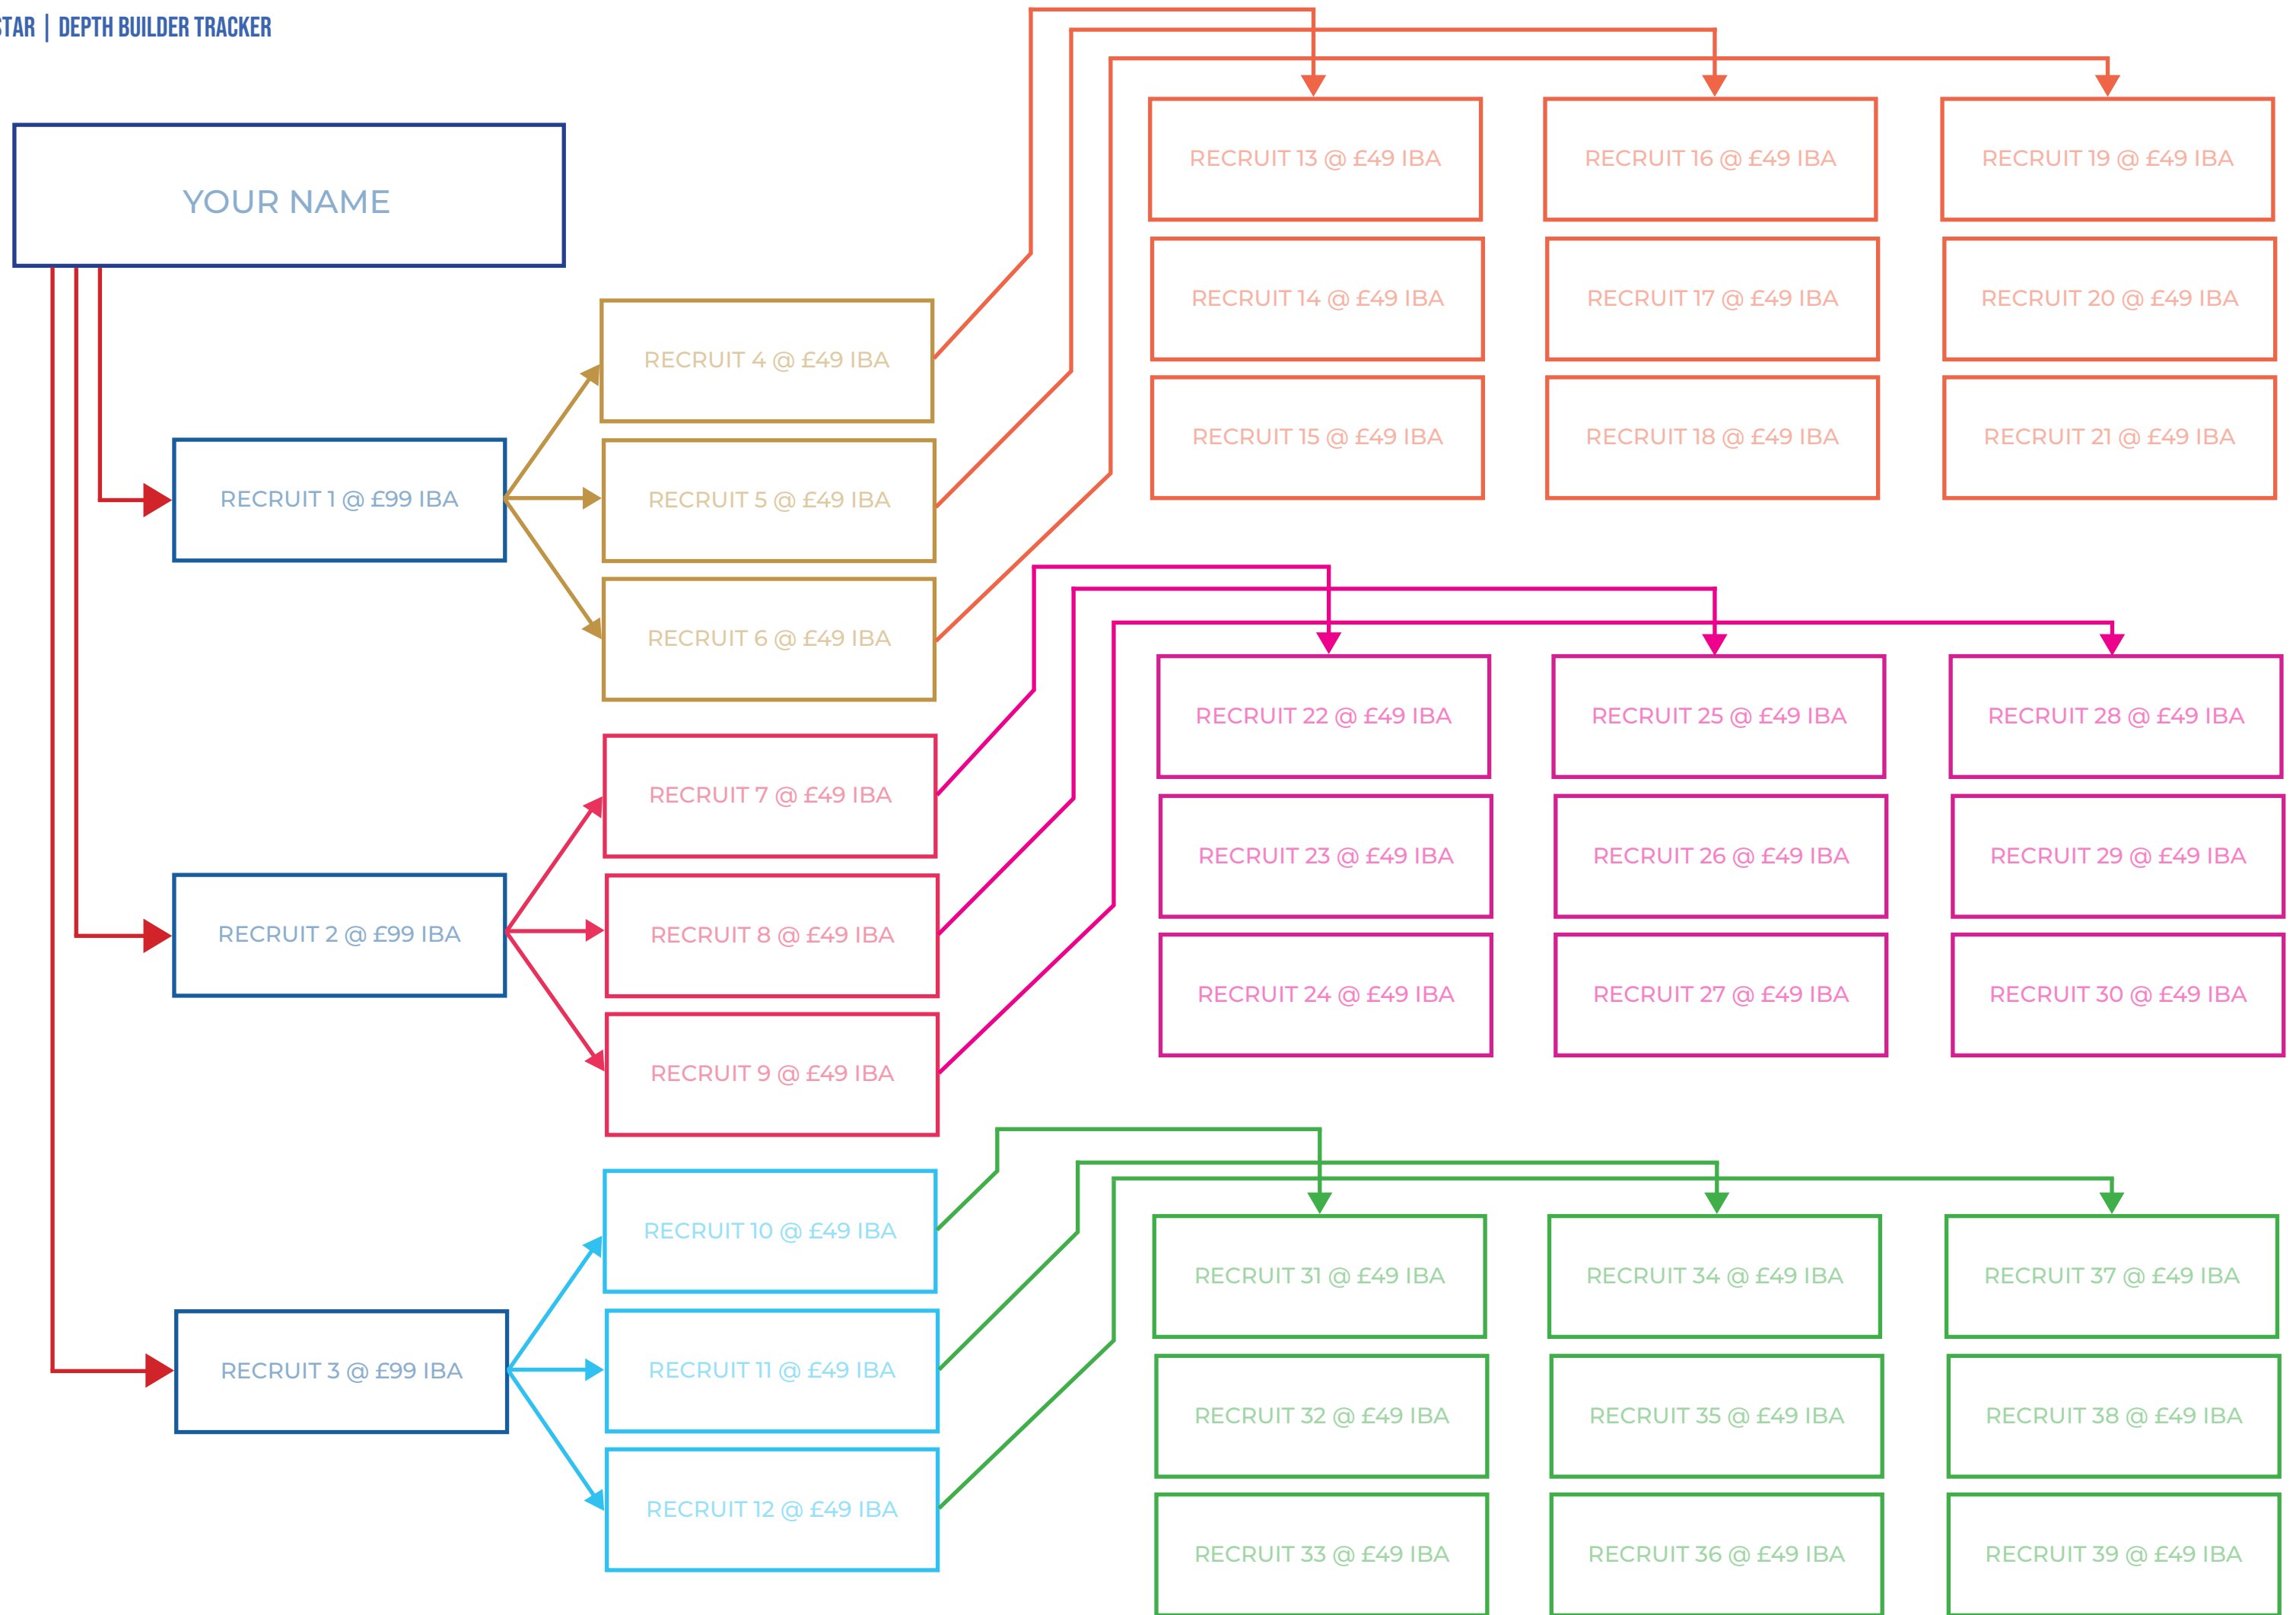 STAR | DEPTH BUILDER TRACKER
YOUR NAME
RECRUIT 1 @ £99 IBA
RECRUIT 4 @ £49 IBA
RECRUIT 5 @ £49 IBA
RECRUIT 6 @ £49 IBA
RECRUIT 13 @ £49 IBA
RECRUIT 16 @ £49 IBA
RECRUIT 19 @ £49 IBA
RECRUIT 14 @ £49 IBA
RECRUIT 17 @ £49 IBA
RECRUIT 20 @ £49 IBA
RECRUIT 15 @ £49 IBA
RECRUIT 18 @ £49 IBA
RECRUIT 21 @ £49 IBA
RECRUIT 2 @ £99 IBA
RECRUIT 7 @ £49 IBA
RECRUIT 8 @ £49 IBA
RECRUIT 9 @ £49 IBA
RECRUIT 22 @ £49 IBA
RECRUIT 25 @ £49 IBA
RECRUIT 28 @ £49 IBA
RECRUIT 23 @ £49 IBA
RECRUIT 26 @ £49 IBA
RECRUIT 29 @ £49 IBA
RECRUIT 24 @ £49 IBA
RECRUIT 27 @ £49 IBA
RECRUIT 30 @ £49 IBA
RECRUIT 3 @ £99 IBA
RECRUIT 10 @ £49 IBA
RECRUIT 11 @ £49 IBA
RECRUIT 12 @ £49 IBA
RECRUIT 31 @ £49 IBA
RECRUIT 34 @ £49 IBA
RECRUIT 37 @ £49 IBA
RECRUIT 32 @ £49 IBA
RECRUIT 35 @ £49 IBA
RECRUIT 38 @ £49 IBA
RECRUIT 33 @ £49 IBA
RECRUIT 36 @ £49 IBA
RECRUIT 39 @ £49 IBA